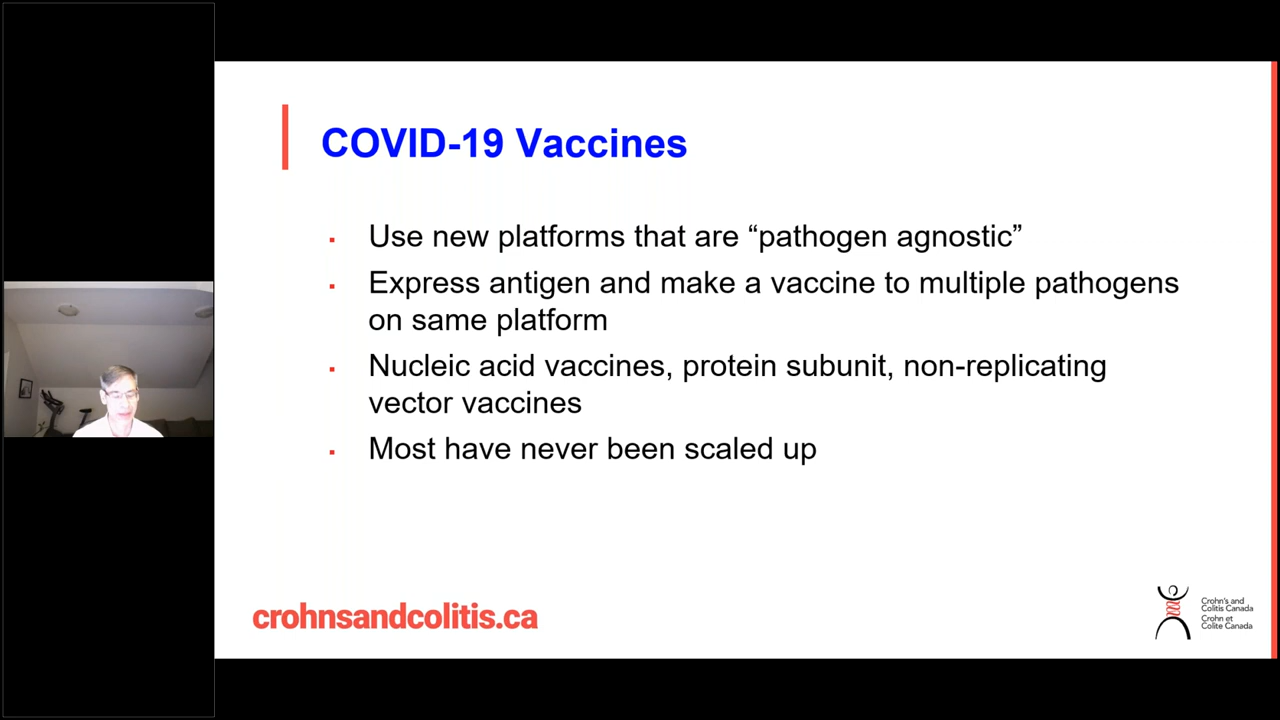 COVID-19 Vaccines
Use new platforms that are “pathogen agnostic”
Express antigen and make a vaccine to multiple pathogens
on same platform
Nucleic acid vaccines, protein subunit, non-replicating
vector vaccines
Most have never been scaled up
crohnsandcolitis.ca
Crohn's and
Colitis Canada
Crohn et
Colite Canada